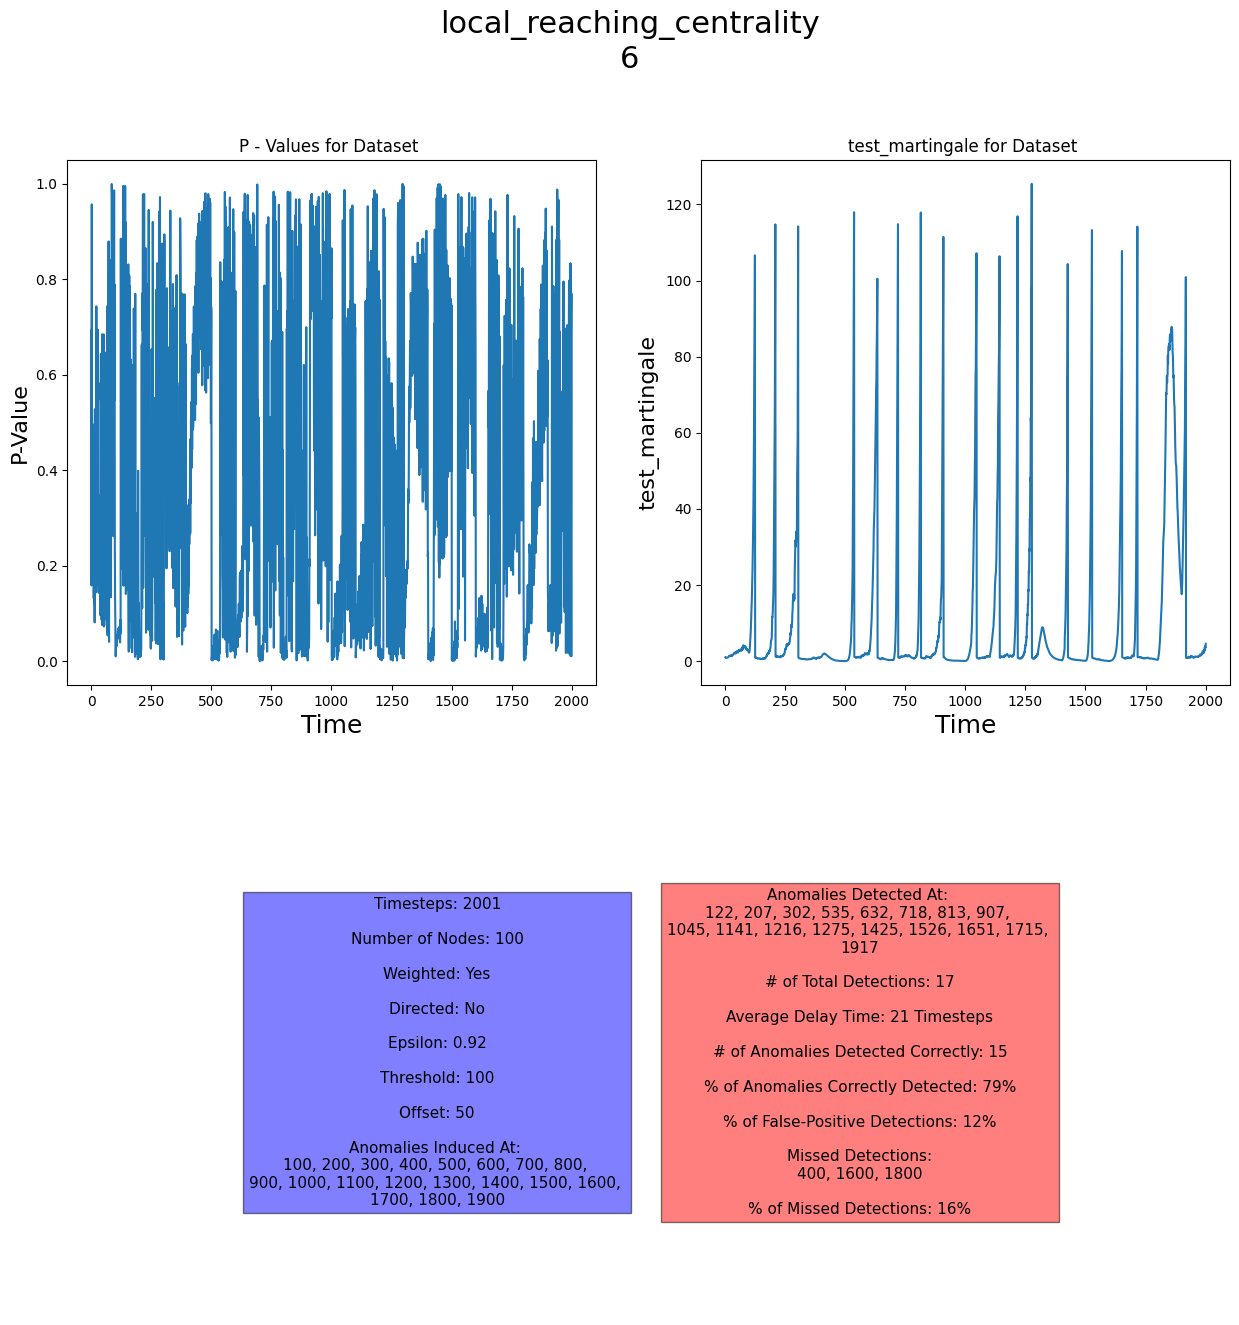 local_reaching_centrality
6
P - Values for Dataset
1.0
0.8
0.6
0.4
0.2
0.0
P-Value
0 250 500 750 1000 1250 1500 1750 2000
Time
test_martingale for Dataset
120
100
80
60
40
20
0
test_martingale
0 250 500 750 1000 1250 1500 1750 2000
Time
Timesteps: 2001
Number of Nodes: 100
Weighted: Yes
Directed: No
Epsilon: 0.92
Threshold: 100
Offset: 50
Anomalies Induced At:
100, 200, 300, 400, 500, 600, 700, 800,
900, 1000, 1100, 1200, 1300, 1400, 1500, 1600,
1700, 1800, 1900
Anomalies Detected At:
122, 207, 302, 535, 632, 718, 813, 907,
1045, 1141, 1216, 1275, 1425, 1526, 1651, 1715,
1917
# of Total Detections: 17
Average Delay Time: 21 Timesteps
# of Anomalies Detected Correctly: 15
% of Anomalies Correctly Detected: 79%
% of False-Positive Detections: 12%
Missed Detections:
400, 1600, 1800
% of Missed Detections: 16%